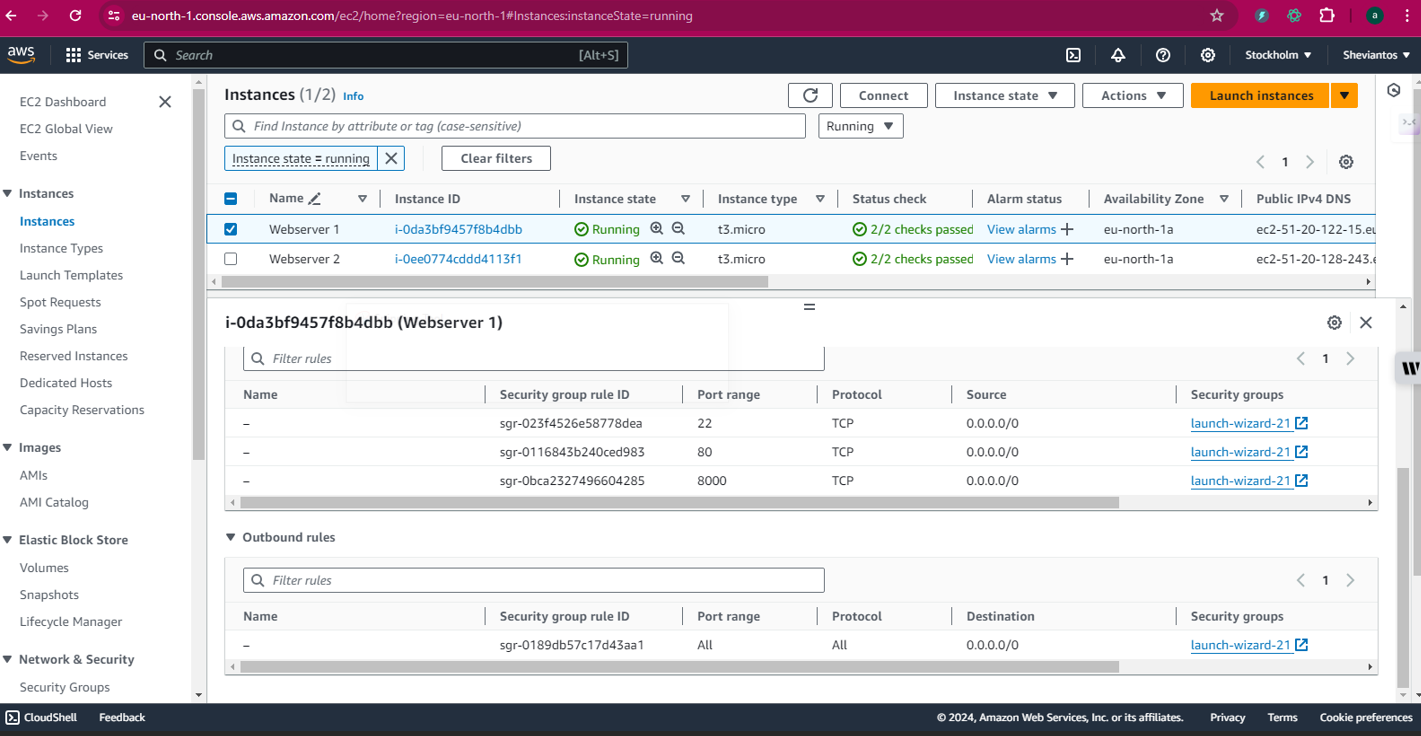 eu-north-1.console.aws.amazon.com/ec2/home?region=eu-north-1#Instances:instanceState=running
a
aws
Services
Search
[Alt+S]
Stockholm
Sheviantos
EC2 Dashboard
EC2 Global View
Events
Instances
Instances
Instance Types
Launch Templates
Spot Requests
Savings Plans
Reserved Instances
Dedicated Hosts
Capacity Reservations
Images
AMIs
AMI Catalog
Elastic Block Store
Volumes
Snapshots
Lifecycle Manager
Network & Security
Security Groups
Instances (1/2) Info
Connect
Instance state
Actions
Launch instances
Find Instance by attribute or tag (case-sensitive)
Running
Instance state = running
Clear filters
1
Name Instance ID Instance state Instance type Status check Alarm status Availability Zone Public IPv4 DNS
Webserver 1 i-0da3bf9457f8b4dbb Running t3.micro 2/2 checks passed View alarms + eu-north-1a ec2-51-20-122-15.eu
Webserver 2 i-0ee0774cddd4113f1 Running t3.micro 2/2 checks passed View alarms + eu-north-1a ec2-51-20-128-243.e
i-0da3bf9457f8b4dbb (Webserver 1)
Filter rules
1
Name Security group rule ID Port range Protocol Source Security groups
– sgr-023f4526e58778dea 22 TCP 0.0.0.0/0 launch-wizard-21
– sgr-0116843b240ced983 80 TCP 0.0.0.0/0 launch-wizard-21
– sgr-0bca2327496604285 8000 TCP 0.0.0.0/0 launch-wizard-21
Outbound rules
Filter rules
1
Name Security group rule ID Port range Protocol Destination Security groups
– sgr-0189db57c17d43aa1 All All 0.0.0.0/0 launch-wizard-21
CloudShell
Feedback
© 2024, Amazon Web Services, Inc. or its affiliates.
Privacy
Terms
Cookie preferences